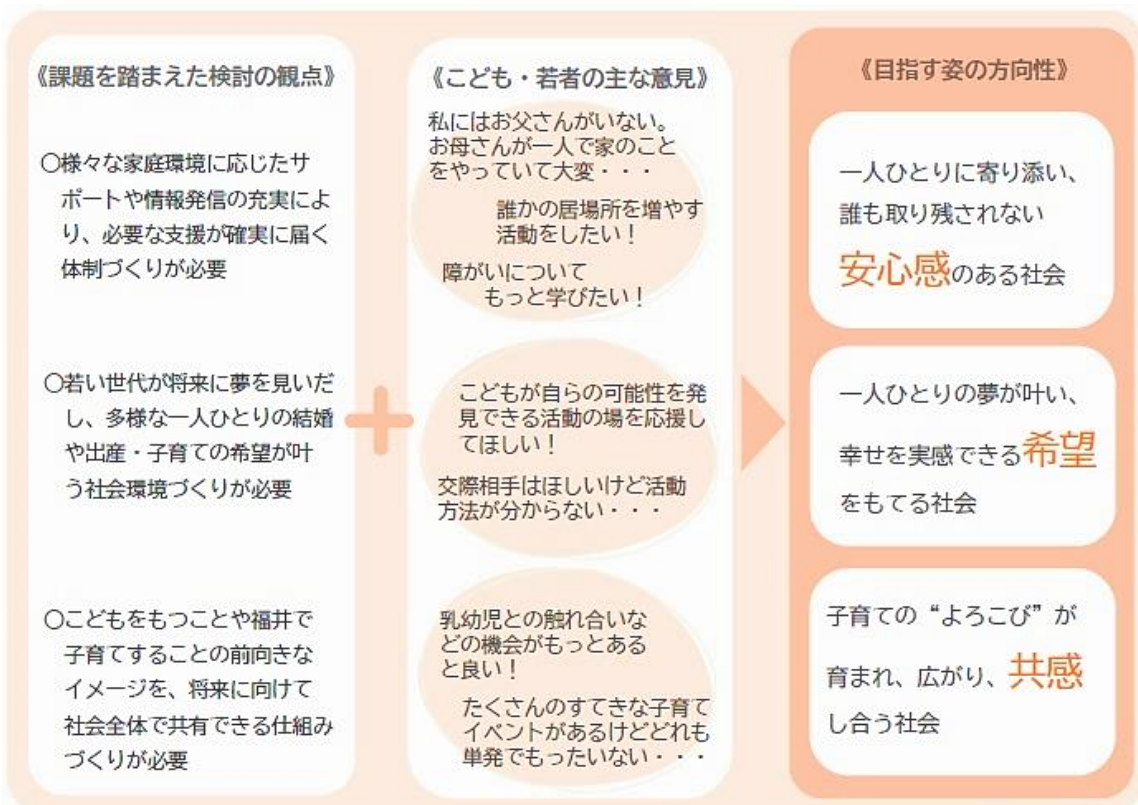 《課題を踏まえた検討の観点》
○様々な家庭環境に応じたサ
ポートや情報発信の充実によ
り、必要な支援が確実に届く
体制づくりが必要
○若い世代が将来に夢を見いだ
し、多様な一人ひとりの結婚
や出産・子育ての希望が叶
う社会環境づくりが必要
○こどもをもつことや福井で
子育てすることの前向きな
イメージを、将来に向けて
社会全体で共有できる仕組み
づくりが必要
《こども・若者の主な意見》
私にはお父さんがいない。
お母さんが一人で家のこと
をやっていて大変・・・
誰かの居場所を増やす
活動をしたい！
障がいについて
もっと学びたい！
こどもが自らの可能性を発
見できる活動の場を応援し
てほしい！
交際相手はほしいけど活動
方法が分からない・・・
乳幼児との触れ合いな
どの機会がもっとある
と良い！
たくさんのすてきな子育て
イベントがあるけどどれも
単発でもったいない・・・
《目指す姿の方向性》
一人ひとりに寄り添い、
誰も取り残されない
安心感のある社会
一人ひとりの夢が叶い、
幸せを実感できる希望
をもてる社会
子育ての“よろこび”が
育まれ、広がり、共感
し合う社会